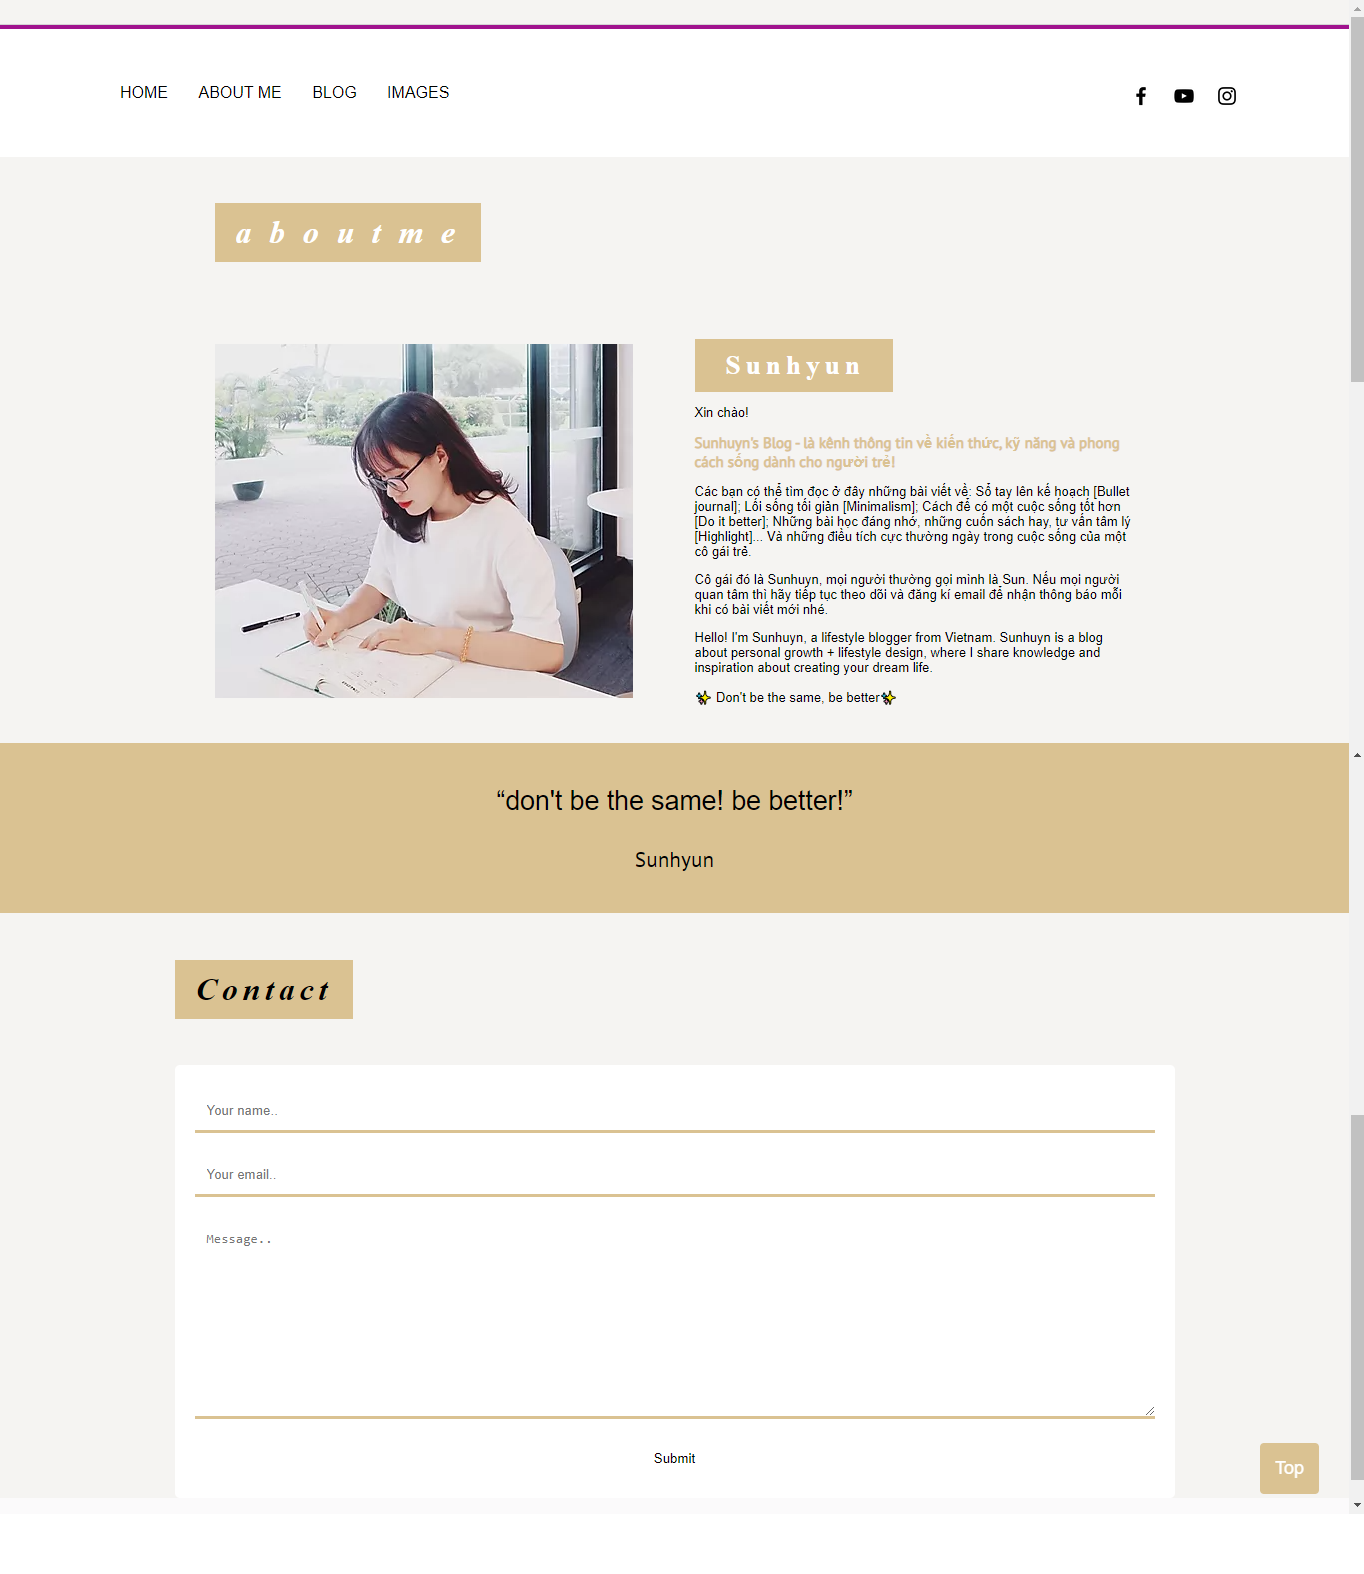 HOME ABOUT ME BLOG IMAGES
a b o u t m e
Sunhyun
Xin chào!
Sunhuyn's Blog - là kênh thông tin về kiến thức, kỹ năng và phong
cách sống dành cho người trẻ!
Các bạn có thể tìm đọc ở đây những bài viết về: Sổ tay lên kế hoạch [Bullet
journal]; Lối sống tối giản [Minimalism]; Cách để có một cuộc sống tốt hơn
[Do it better]; Những bài học đáng nhớ, những cuốn sách hay, tư vấn tâm lý
[Highlight]... Và những điều tích cực thường ngày trong cuộc sống của một
cô gái trẻ.
Cô gái đó là Sunhuyn, mọi người thường gọi mình là Sun. Nếu mọi người
quan tâm thì hãy tiếp tục theo dõi và đăng kí email để nhận thông báo mỗi
khi có bài viết mới nhé.
Hello! I'm Sunhuyn, a lifestyle blogger from Vietnam. Sunhuyn is a blog
about personal growth + lifestyle design, where I share knowledge and
inspiration about creating your dream life.
✨ Don't be the same, be better✨
“don't be the same! be better!”
Sunhyun
Contact
Your name..
Your email..
Message..
Submit
Top